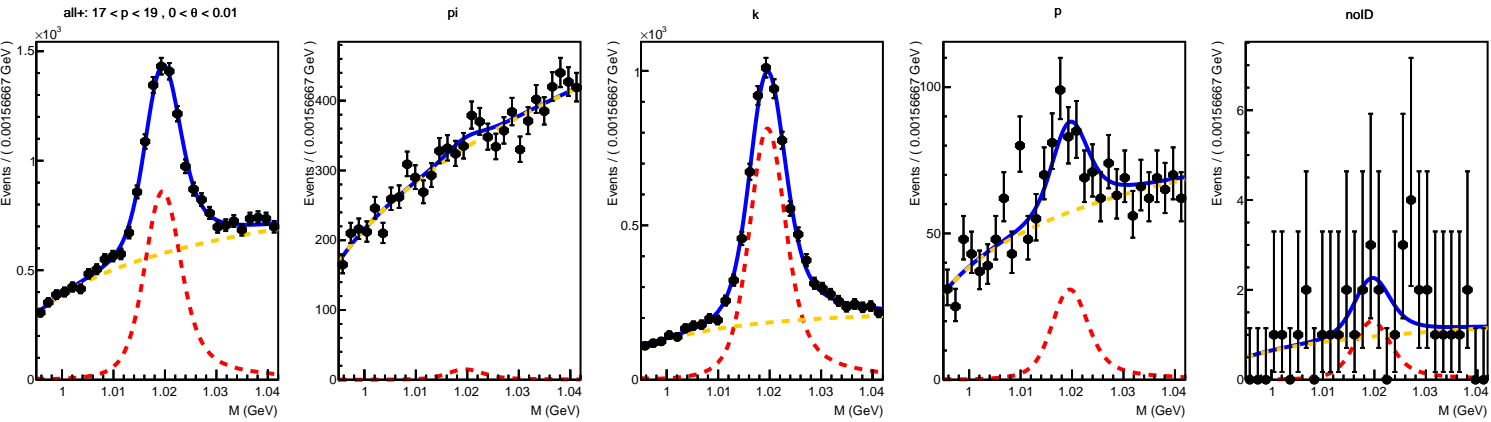 all+: 17 < p < 19 , 0 < θ < 0.01
×10³
Events / ( 0.00156667 GeV )
1.5
1
0.5
0
1 1.01 1.02 1.03 1.04
M (GeV)
pi
Events / ( 0.00156667 GeV )
400
300
200
100
0
1 1.01 1.02 1.03 1.04
M (GeV)
k
×10³
Events / ( 0.00156667 GeV )
1
0.5
0
1 1.01 1.02 1.03 1.04
M (GeV)
p
Events / ( 0.00156667 GeV )
100
50
0
1 1.01 1.02 1.03 1.04
M (GeV)
noID
Events / ( 0.00156667 GeV )
6
4
2
0
1 1.01 1.02 1.03 1.04
M (GeV)